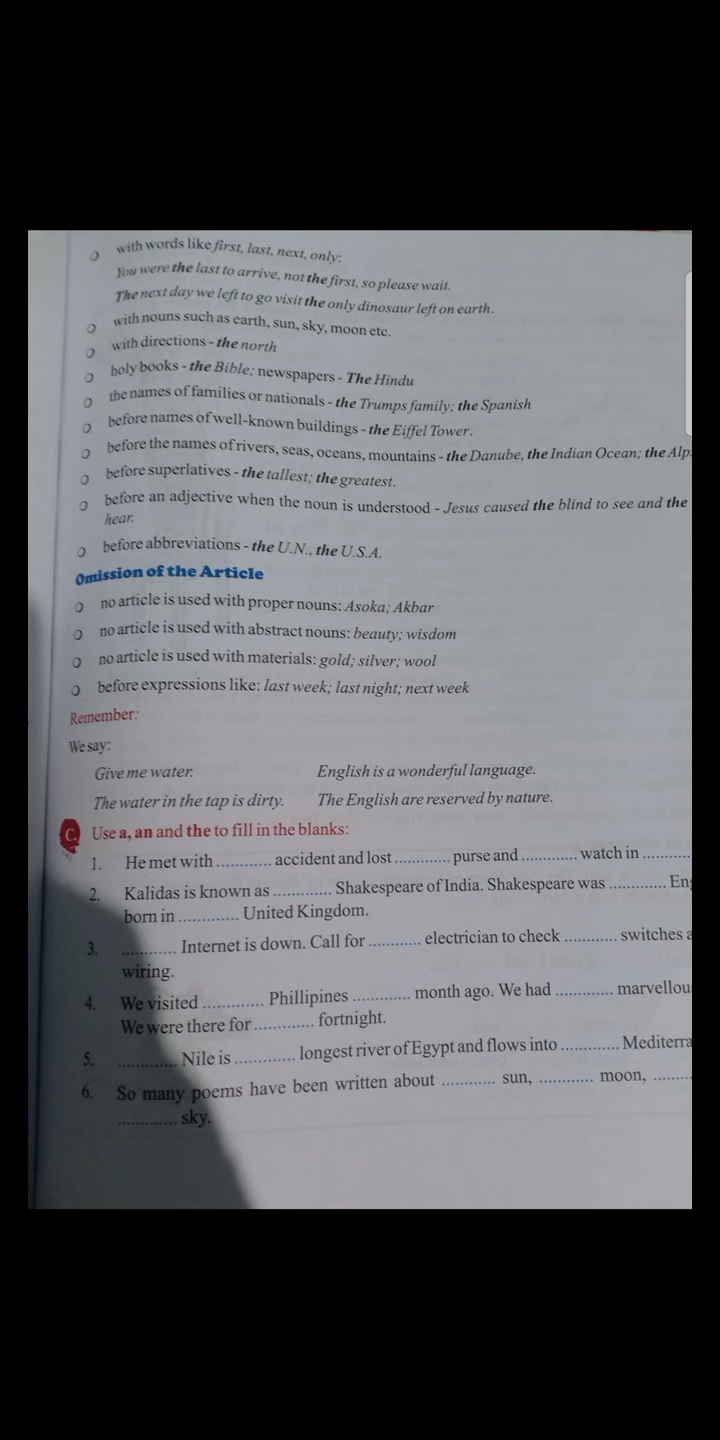 with words like first, last, next, only:
You were the last to arrive, not the first, so please wait.
The next day we left to go visit the only dinosaur left on earth.
with nouns such as earth, sun, sky, moon etc.
with directions - the north
holy books - the Bible; newspapers - The Hindu
the names of families or nationals - the Trumps family; the Spanish
before names of well-known buildings - the Eiffel Tower.
before the names of rivers, seas, oceans, mountains - the Danube, the Indian Ocean; the Alp
before superlatives - the tallest; the greatest.
before an adjective when the noun is understood - Jesus caused the blind to see and the
hear.
before abbreviations - the U.N., the U.S.A.
Omission of the Article
no article is used with proper nouns: Asoka; Akbar
no article is used with abstract nouns: beauty; wisdom
no article is used with materials: gold; silver; wool
before expressions like: last week; last night; next week
Remember:
We say:
Give me water. English is a wonderful language.
The water in the tap is dirty. The English are reserved by nature.
C. Use a, an and the to fill in the blanks:
1. He met with ............ accident and lost ............ purse and ............ watch in ..........
2. Kalidas is known as ............ Shakespeare of India. Shakespeare was ............ En
born in ............ United Kingdom.
3. ............ Internet is down. Call for ............ electrician to check ............ switches a
wiring.
4. We visited ............ Phillipines ............ month ago. We had ............ marvellou
We were there for ............ fortnight.
5. ............ Nile is ............ longest river of Egypt and flows into ............ Mediterra
6. So many poems have been written about ............ sun, ............ moon, ........
............ sky.